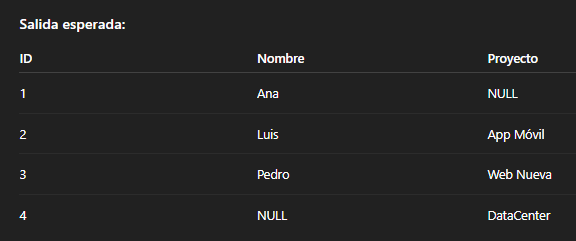 Salida esperada:
ID Nombre Proyecto
1 Ana NULL
2 Luis App Móvil
3 Pedro Web Nueva
4 NULL DataCenter